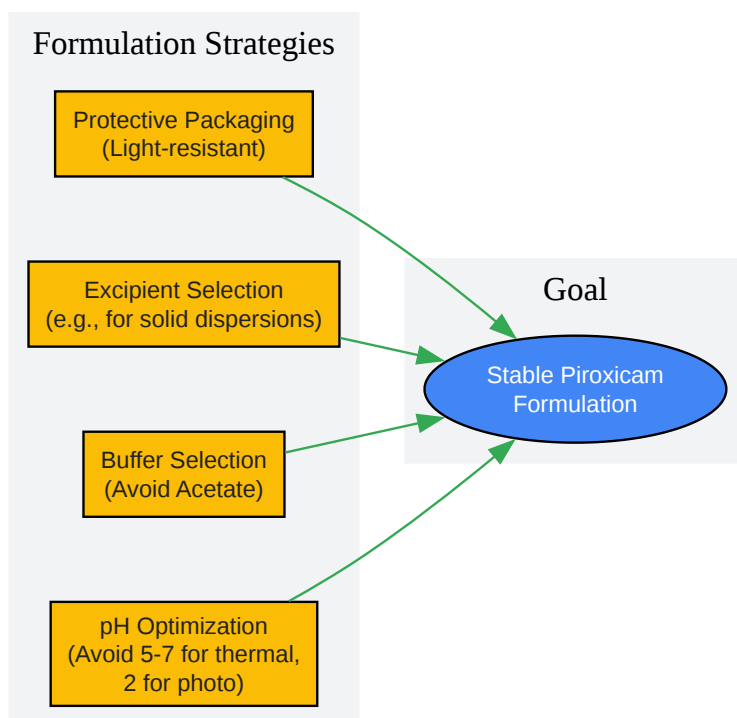 Formulation Strategies
Protective Packaging
(Light-resistant)
Excipient Selection
(e.g., for solid dispersions)
Buffer Selection
(Avoid Acetate)
pH Optimization
(Avoid 5-7 for thermal,
2 for photo)
Goal
Stable Piroxicam
Formulation